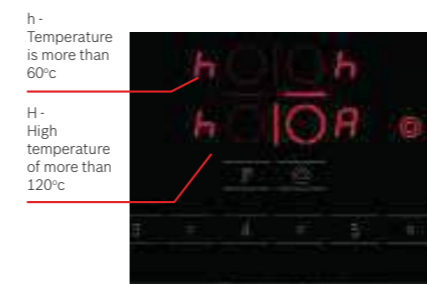 h -
Temperature
is more than
60°c
H -
High
temperature
of more than
120°c
h h
h A
P